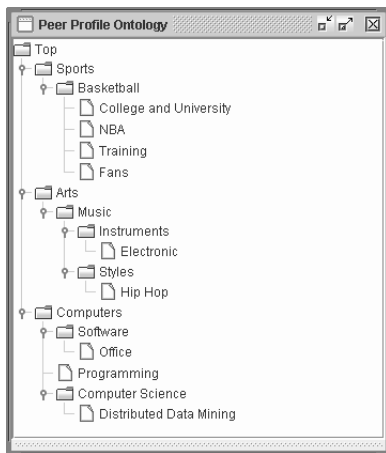 Peer Profile Ontology
Top
Sports
Basketball
College and University
NBA
Training
Fans
Arts
Music
Instruments
Electronic
Styles
Hip Hop
Computers
Software
Office
Programming
Computer Science
Distributed Data Mining